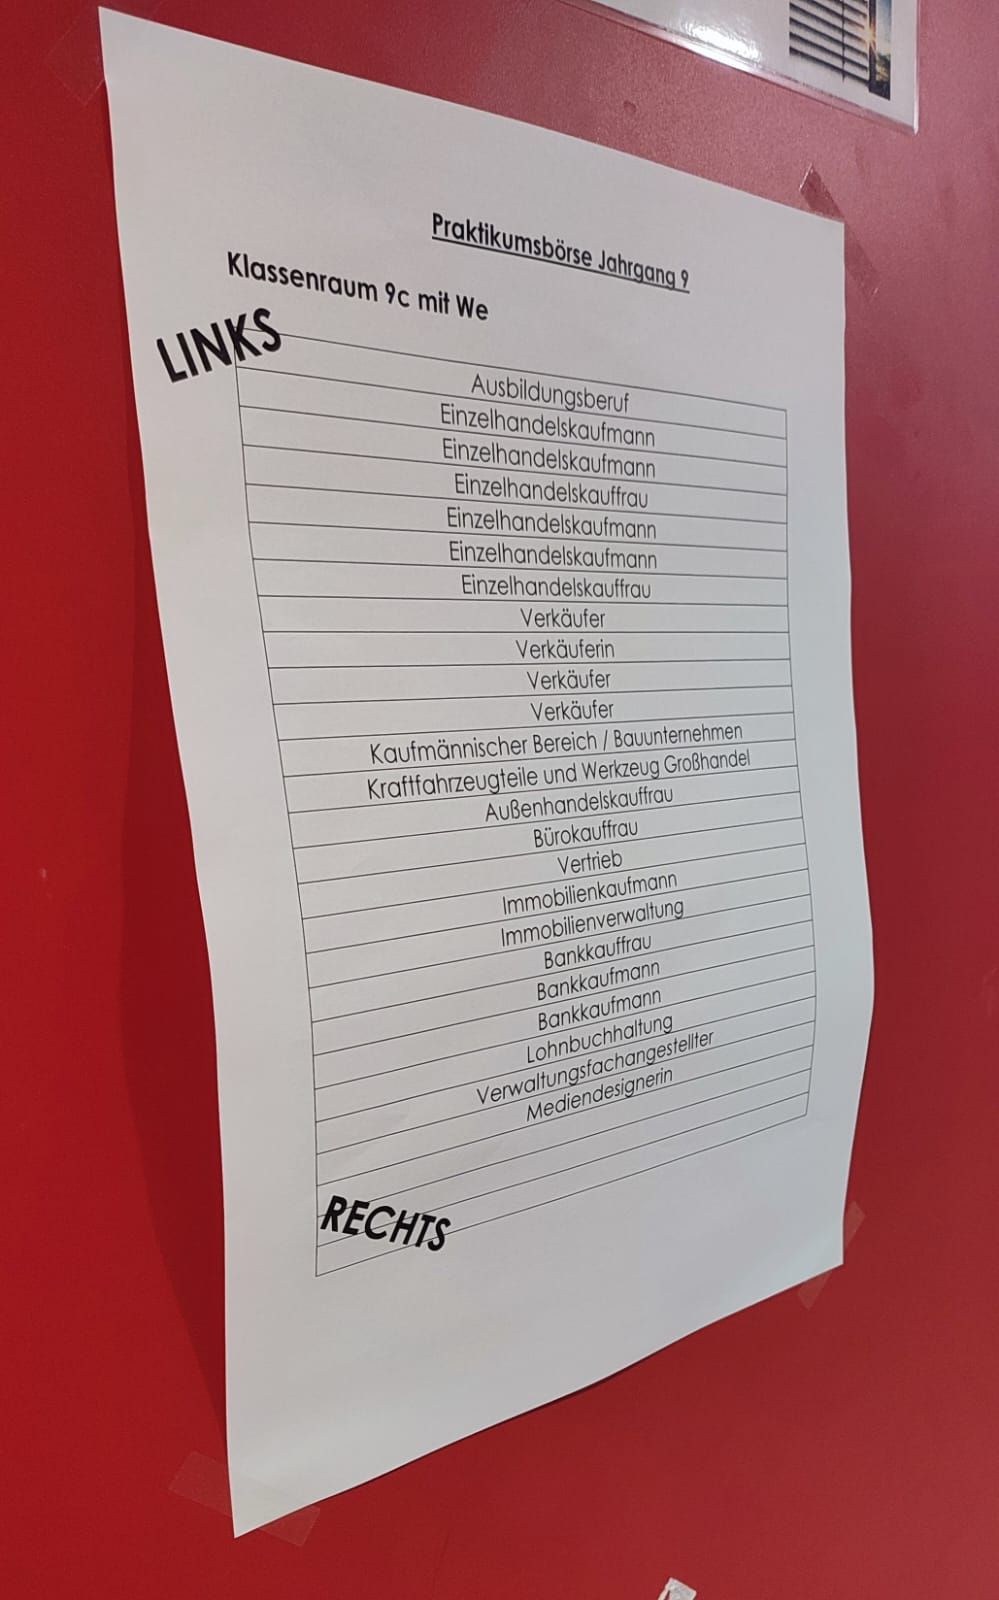 Praktikumsbörse Jahrgang 9
Klassenraum 9c mit We
LINKS
Ausbildungsberuf
Einzelhandelskaufmann
Einzelhandelskaufmann
Einzelhandelskauffrau
Einzelhandelskaufmann
Einzelhandelskaufmann
Einzelhandelskauffrau
Verkäufer
Verkäuferin
Verkäufer
Verkäufer
Kaufmännischer Bereich / Bauunternehmen
Kraftfahrzeugteile und Werkzeug Großhandel
Außenhandelskauffrau
Bürokauffrau
Vertrieb
Immobilienkaufmann
Immobilienverwaltung
Bankkauffrau
Bankkaufmann
Bankkaufmann
Lohnbuchhaltung
Verwaltungsfachangestellter
Mediendesignerin
RECHTS